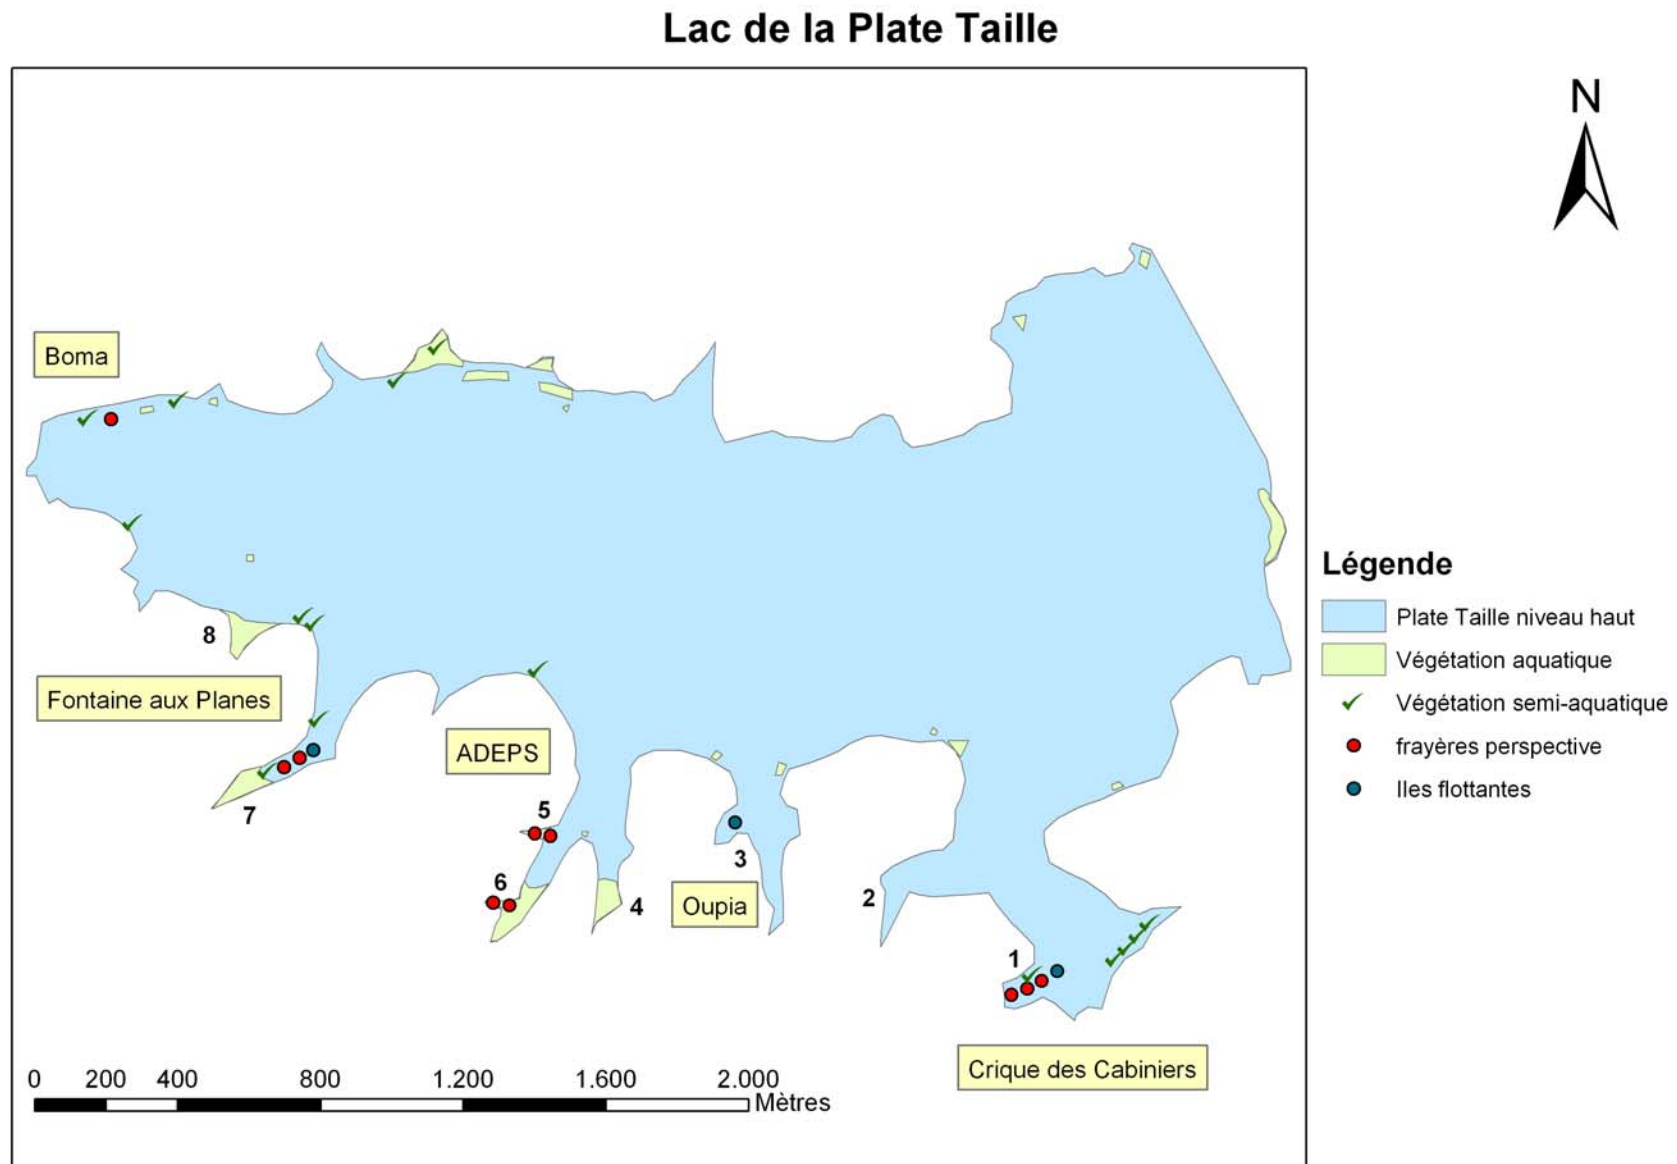 Lac de la Plate Taille
N
Boma
8
Fontaine aux Planes
ADEPS
7
5
6
4
3
Oupia
2
1
Crique des Cabiniers
0 200 400 800 1.200 1.600 2.000
Mètres
Légende
Plate Taille niveau haut
Végétation aquatique
Végétation semi-aquatique
frayères perspective
Iles flottantes